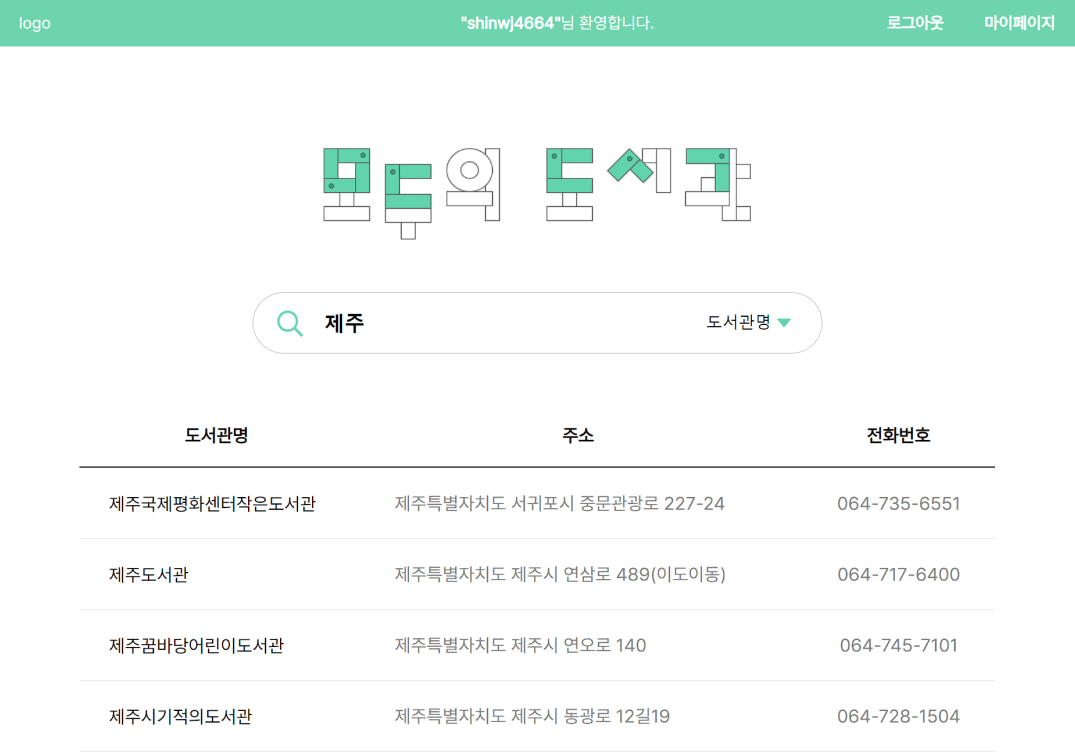 logo "shinwj4664"님 환영합니다. 로그아웃 마이페이지
모두의 도서관
제주 도서관명
도서관명 주소 전화번호
제주국제평화센터작은도서관 제주특별자치도 서귀포시 중문관광로 227-24 064-735-6551
제주도서관 제주특별자치도 제주시 연삼로 489(이도이동) 064-717-6400
제주꿈바당어린이도서관 제주특별자치도 제주시 연오로 140 064-745-7101
제주시기적의도서관 제주특별자치도 제주시 동광로 12길19 064-728-1504